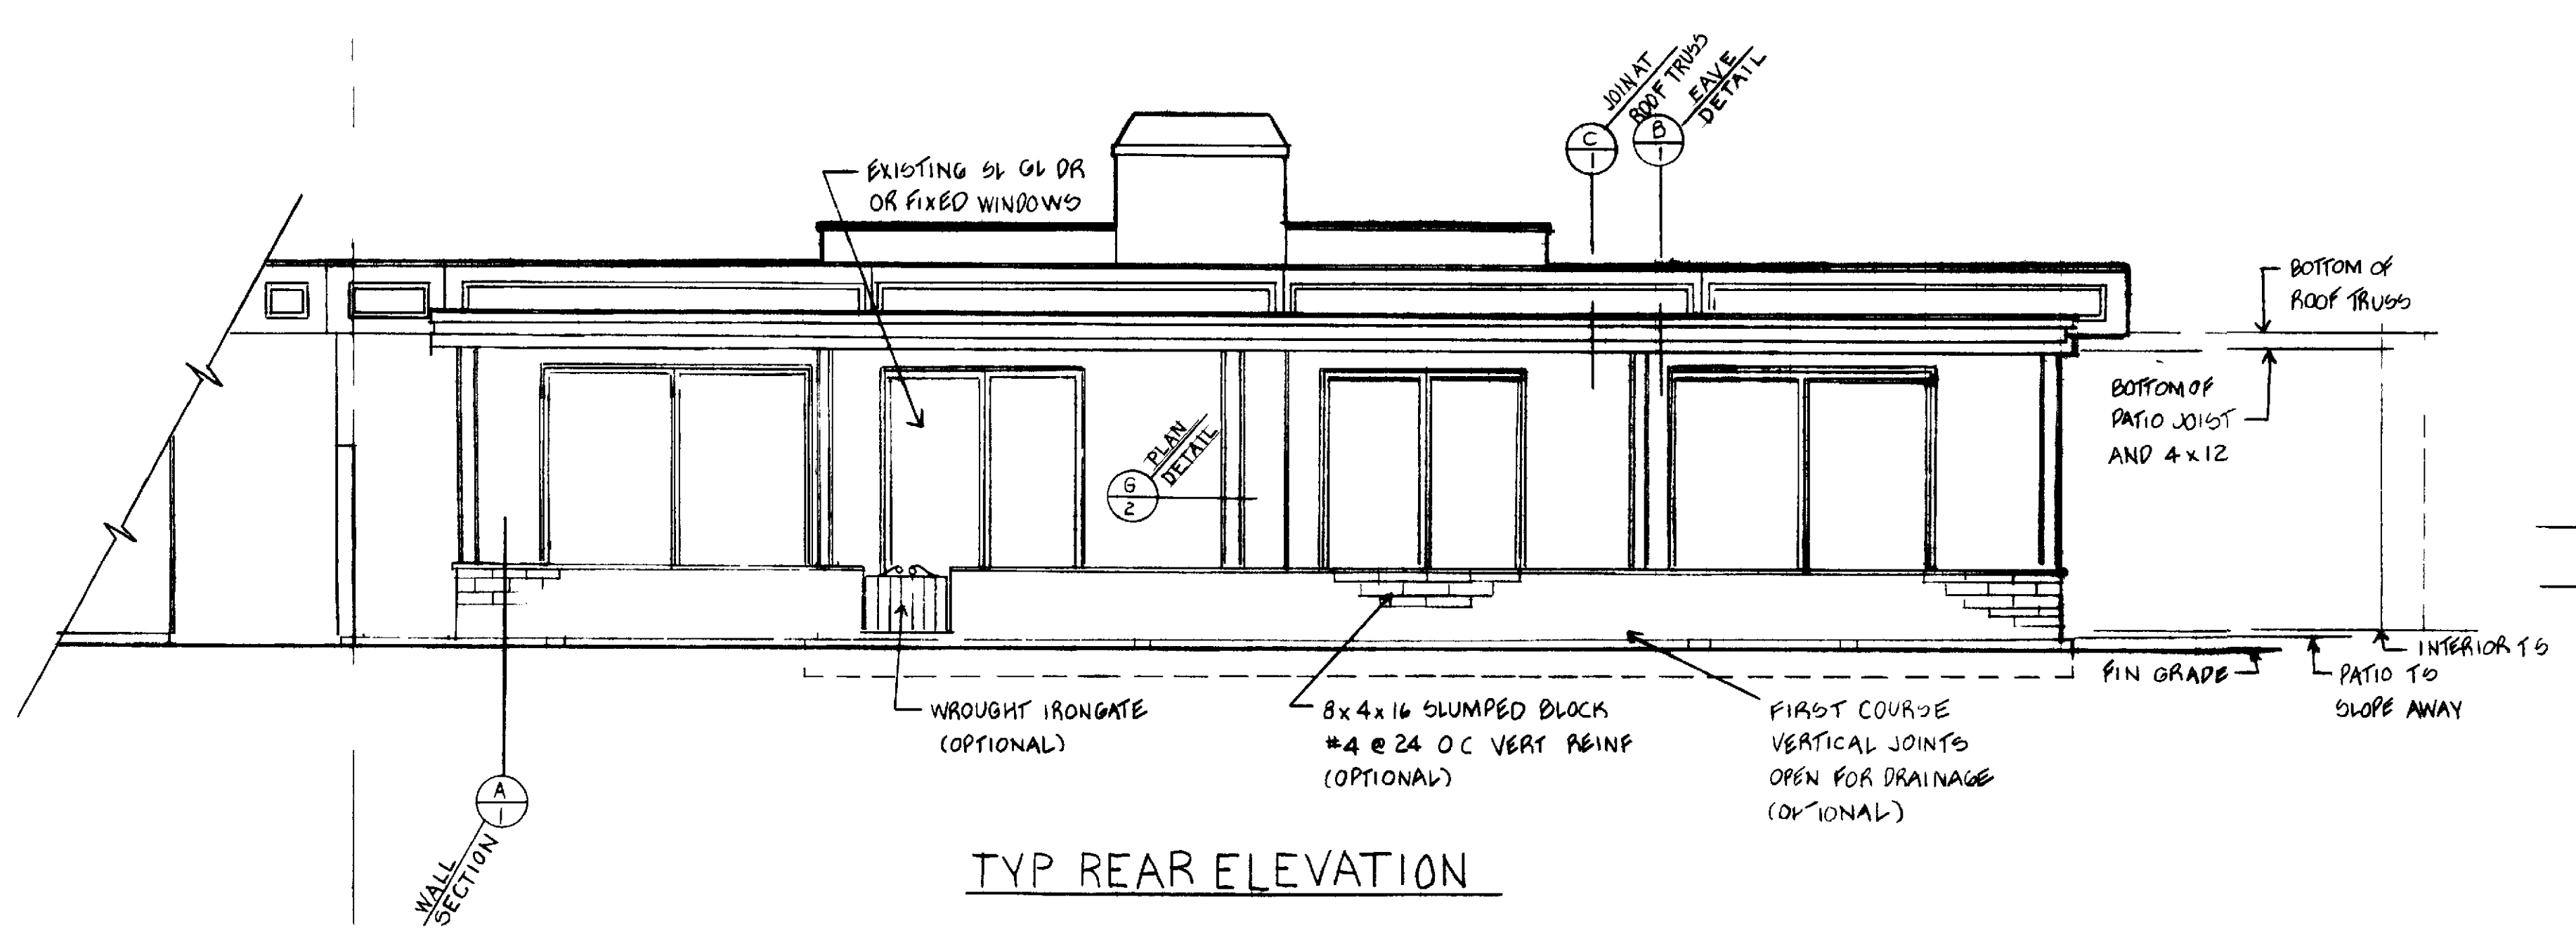 JOIN AT
ROOF TRUSS
C
1
EAVE
DETAIL
B
1
EXISTING SL GL DR
OR FIXED WINDOWS
BOTTOM OF
ROOF TRUSS
BOTTOM OF
PATIO JOIST
AND 4 x 12
PLAN
DETAIL
G
2
INTERIOR TS
FIN GRADE
PATIO TS
SLOPE AWAY
WROUGHT IRONGATE
(OPTIONAL)
8 x 4 x 16 SLUMPED BLOCK
#4 @ 24 OC VERT REINF
(OPTIONAL)
FIRST COURSE
VERTICAL JOINTS
OPEN FOR DRAINAGE
(OPTIONAL)
A
1
WALL
SECTION
TYP REAR ELEVATION